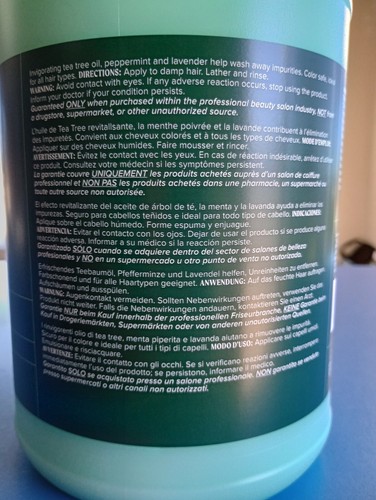 Invigorating tea tree oil, peppermint and lavender help wash away impurities. Color safe, ideal
for all hair types. DIRECTIONS: Apply to damp hair. Lather and rinse.
WARNING: Avoid contact with eyes. If any adverse reaction occurs, stop using the product.
Inform your doctor if your condition persists.
Guaranteed ONLY when purchased within the professional beauty salon industry, NOT from
a drugstore, supermarket, or other unauthorized source.
L'huile de Tea Tree revitalisante, la menthe poivrée et la lavande contribuent à l'élimination
des impuretés. Convient aux cheveux colorés et à tous les types de cheveux. MODE D'EMPLOI:
Appliquer sur des cheveux humides. Faire mousser et rincer.
AVERTISSEMENT: Évitez le contact avec les yeux. En cas de réaction indésirable, arrêtez d'utiliser
ce produit. Consultez votre médecin si les symptômes persistent.
La garantie couvre UNIQUEMENT les produits achetés auprès d'un salon de coiffure
professionnel et NON PAS les produits achetés dans une pharmacie, un supermarché ou
toute autre source non autorisée.
El efecto revitalizante del aceite de árbol de té, la menta y la lavanda ayuda a eliminar las
impurezas. Seguro para cabellos teñidos e ideal para todo tipo de cabello. INDICACIONES:
Aplique sobre el cabello humedo. Forme espuma y enjuague.
ADVERTENCIA: Evitar el contacto con los ojos. Dejar de usar el producto si se produce alguna
reacción adversa. Informar a su médico si la reacción persiste.
Garantizado SOLO cuando se adquiere dentro del sector de salones de belleza
profesionales y NO en un supermercado u otro punto de venta no autorizado.
Erfrischendes Teebaumöl, Pfefferminze und Lavendel helfen, Unreinheiten zu entfernen.
Farbschonend und für alle Haartypen geeignet. ANWENDUNG: Auf das feuchte Haar auftragen,
Aufschäumen und ausspülen.
WARNUNG: Augenkontakt vermeiden. Sollten Nebenwirkungen auftreten, verwenden Sie das
Produkt nicht weiter. Falls die Nebenwirkungen andauern, kontaktieren Sie einen Arzt.
Garantie NUR beim Kauf innerhalb der professionellen Friseurbranche, KEINE Garantie beim
Kauf in Drogeriemärkten, Supermärkten oder von anderen unautorisierten Quellen.
I rinvigorenti olio di tea tree, menta piperita e lavanda aiutano a rimuovere le impurità.
Sicuro per il colore e ideale per tutti i tipi di capelli. MODO D'USO: Applicare sui capelli umidi.
Emulsionare e risciacquare.
AVVERTENZE: Evitare il contatto con gli occhi. Se si verificano reazioni avverse, interrompere
immediatamente l'uso del prodotto; se persistono, informare il medico.
Garantito SOLO se acquistato presso un salone professionale. NON garantito se venduto
presso supermercati o altri canali non autorizzati.